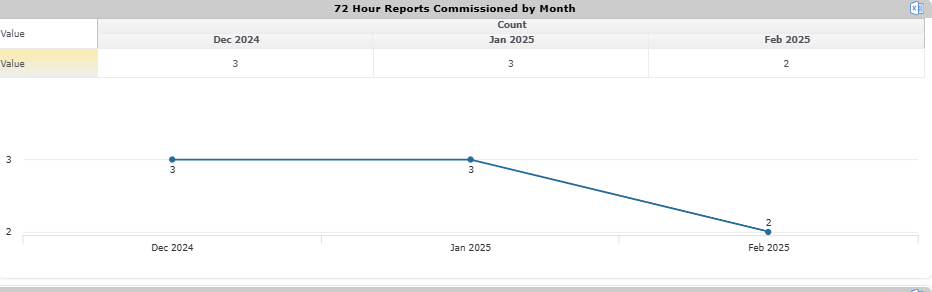 72 Hour Reports Commissioned by Month
Value
Count
Dec 2024 Jan 2025 Feb 2025
Value 3 3 2
3
3 3
2
2
Dec 2024 Jan 2025 Feb 2025